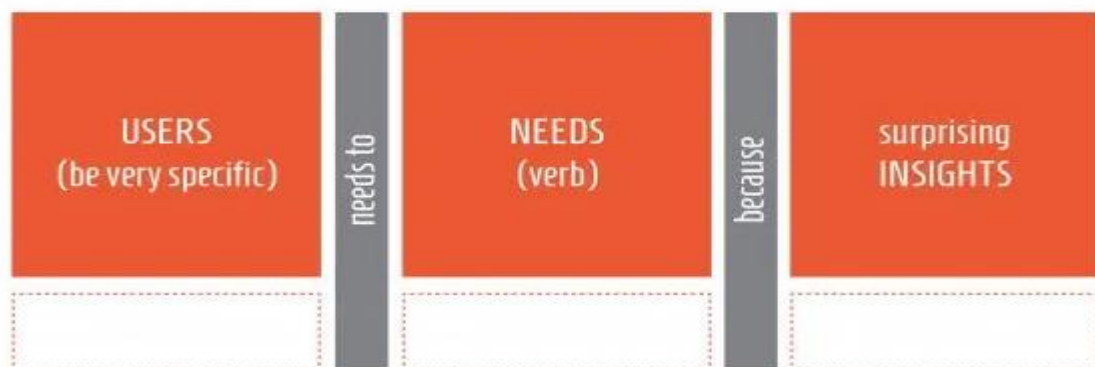 USERS
(be very specific)
needs to
NEEDS
(verb)
because
surprising
INSIGHTS